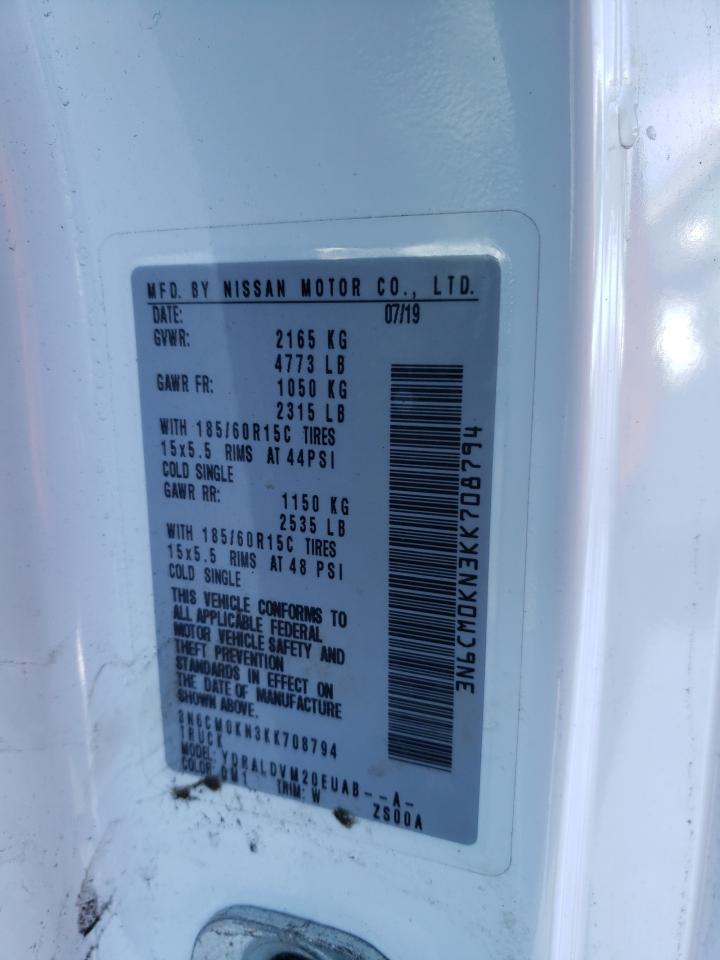 MFD. BY NISSAN MOTOR CO., LTD.
DATE: 07/19
GVWR: 2165 KG
4773 LB
GAWR FR: 1050 KG
2315 LB
WITH 185/60R15C TIRES
15x5.5 RIMS AT 44PSI
COLD SINGLE
GAWR RR: 1150 KG
2535 LB
WITH 185/60R15C TIRES
15x5.5 RIMS AT 48 PSI
COLD SINGLE
THIS VEHICLE CONFORMS TO
ALL APPLICABLE FEDERAL
MOTOR VEHICLE SAFETY AND
THEFT PREVENTION
STANDARDS IN EFFECT ON
THE DATE OF MANUFACTURE
SHOWN ABOVE.
3N6CM0KN3KK708794
TRUCK
MODEL: YDRALDVM20EUAB--A-
COLOR: QM1 TRIM: W ZS00A
3N6CM0KN3KK708794